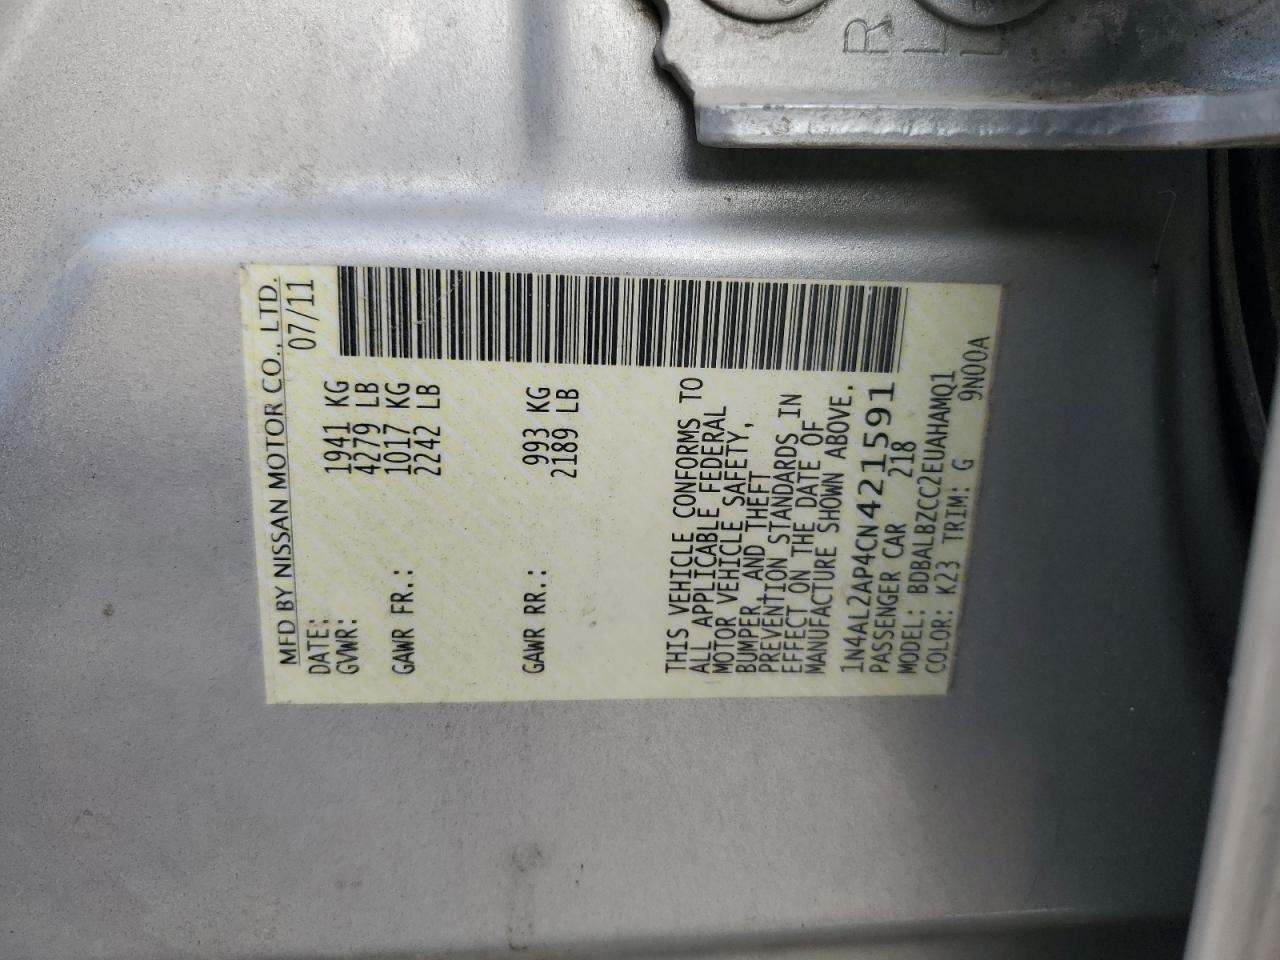 MFD BY NISSAN MOTOR CO., LTD.
DATE: 07/11
GVWR: 1941 KG
4279 LB
GAWR FR.: 1017 KG
2242 LB
GAWR RR.: 993 KG
2189 LB
THIS VEHICLE CONFORMS TO
ALL APPLICABLE FEDERAL
MOTOR VEHICLE SAFETY,
BUMPER, AND THEFT
PREVENTION STANDARDS IN
EFFECT ON THE DATE OF
MANUFACTURE SHOWN ABOVE.
1N4AL2AP4CN421591
PASSENGER CAR
218
MODEL: BDBALBZCC2EUAHAMQ1
COLOR: K23 TRIM: G 9N00A
R